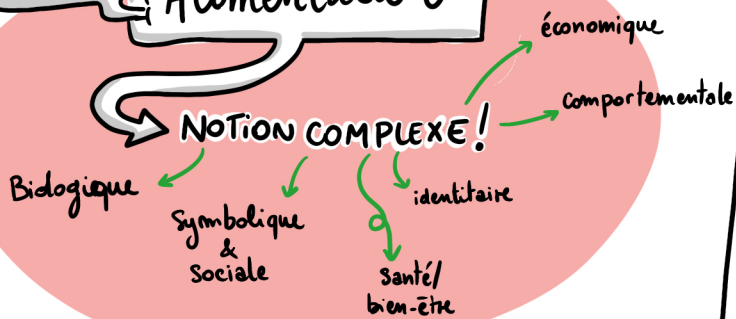 économique
comportementale
NOTION COMPLEXE!
Biologique
identitaire
Symbolique
&
sociale
Santé/
bien-être